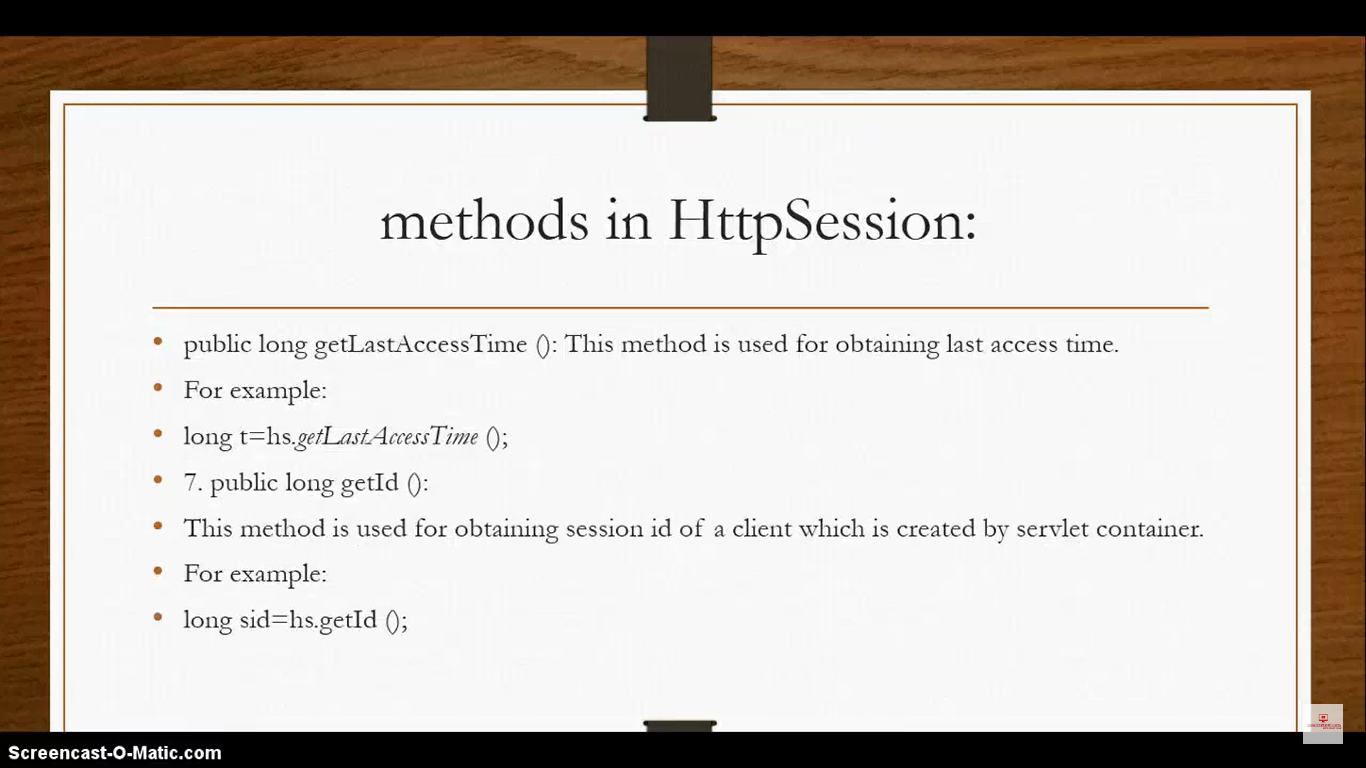 methods in HttpSession:
• public long getLastAccessTime (): This method is used for obtaining last access time.
• For example:
• long t=hs.getLastAccessTime ();
• 7. public long getId ():
• This method is used for obtaining session id of a client which is created by servlet container.
• For example:
• long sid=hs.getId ();
Screencast-O-Matic.com